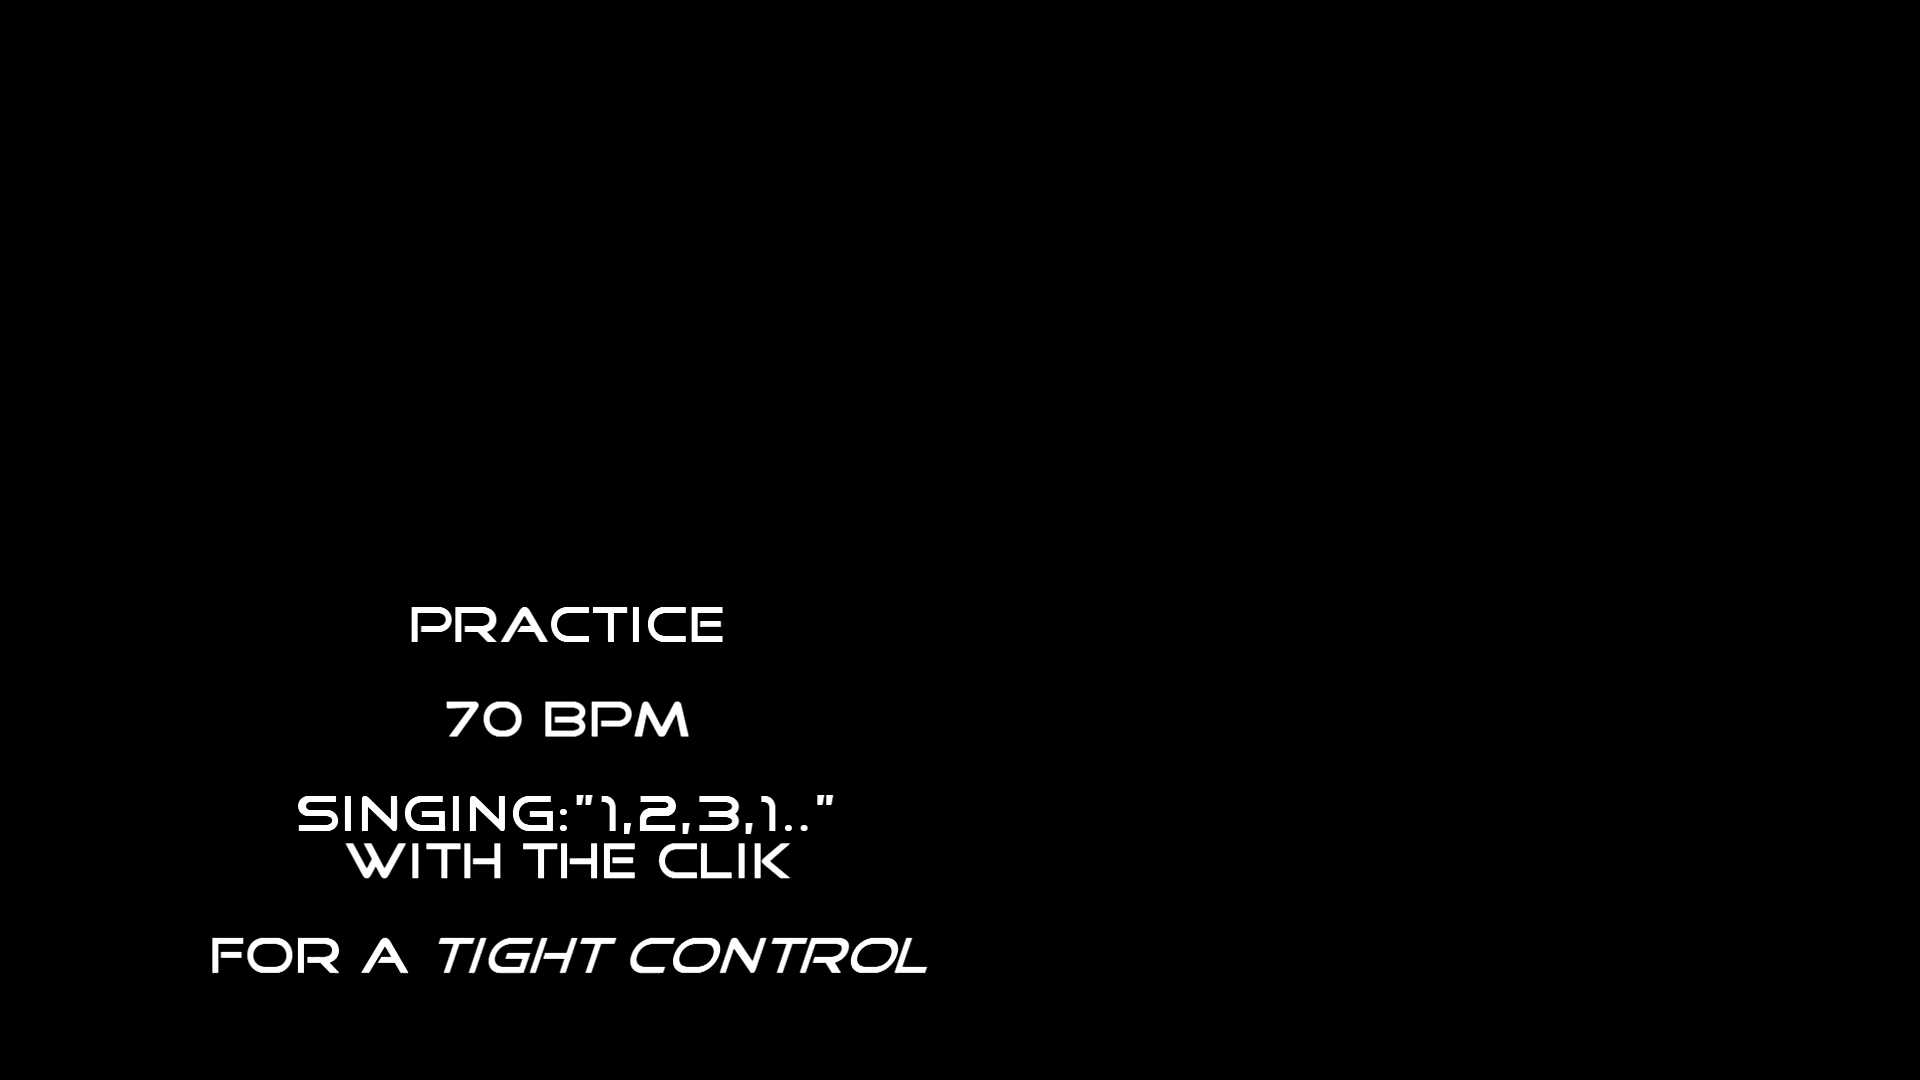 PRACTICE
70 BPM
SINGING:"1,2,3,1.."
WITH THE CLIK
FOR A TIGHT CONTROL